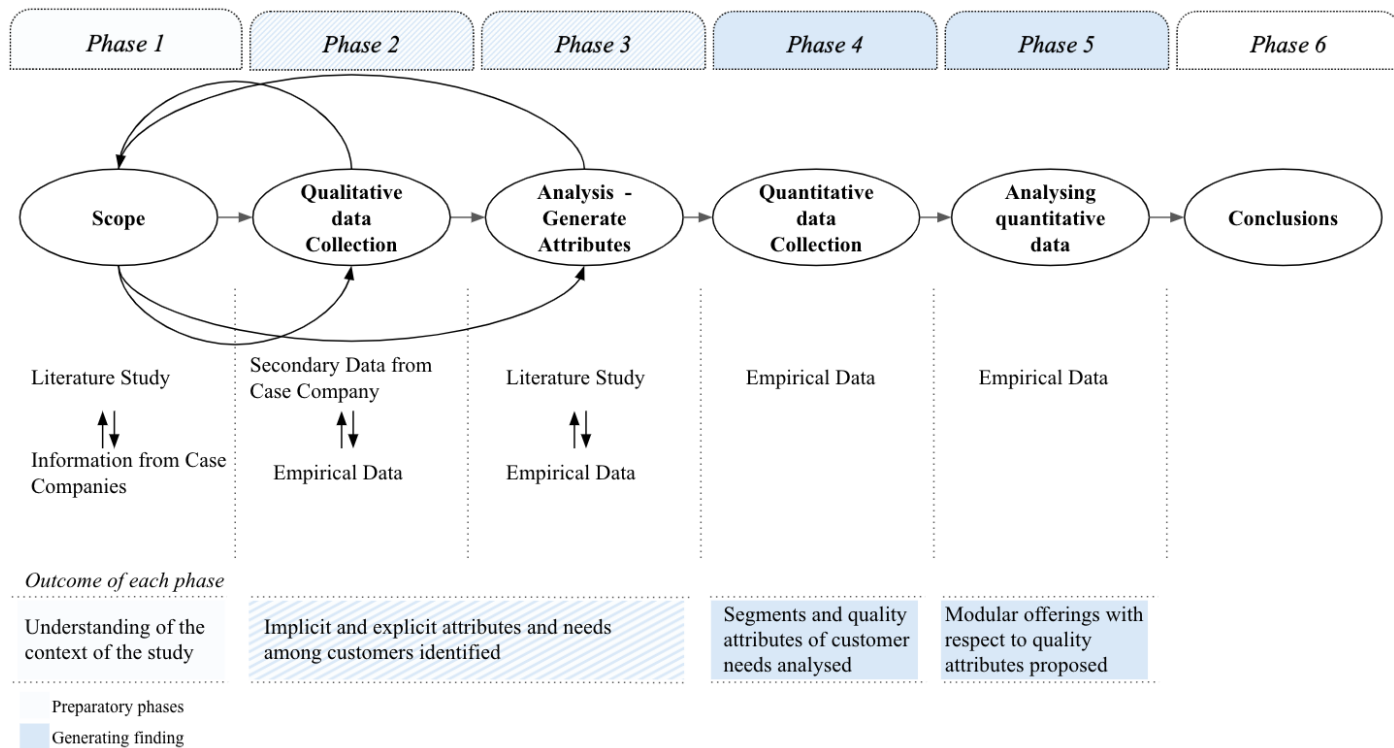 Phase 1
Phase 2
Phase 3
Phase 4
Phase 5
Phase 6
Scope
Qualitative
data
Collection
Analysis -
Generate
Attributes
Quantitative
data
Collection
Analysing
quantitative
data
Conclusions
Literature Study
Information from Case
Companies
Secondary Data from
Case Company
Empirical Data
Literature Study
Empirical Data
Empirical Data
Empirical Data
Outcome of each phase
Understanding of the
context of the study
Implicit and explicit attributes and needs
among customers identified
Segments and quality
attributes of customer
needs analysed
Modular offerings with
respect to quality
attributes proposed
Preparatory phases
Generating finding